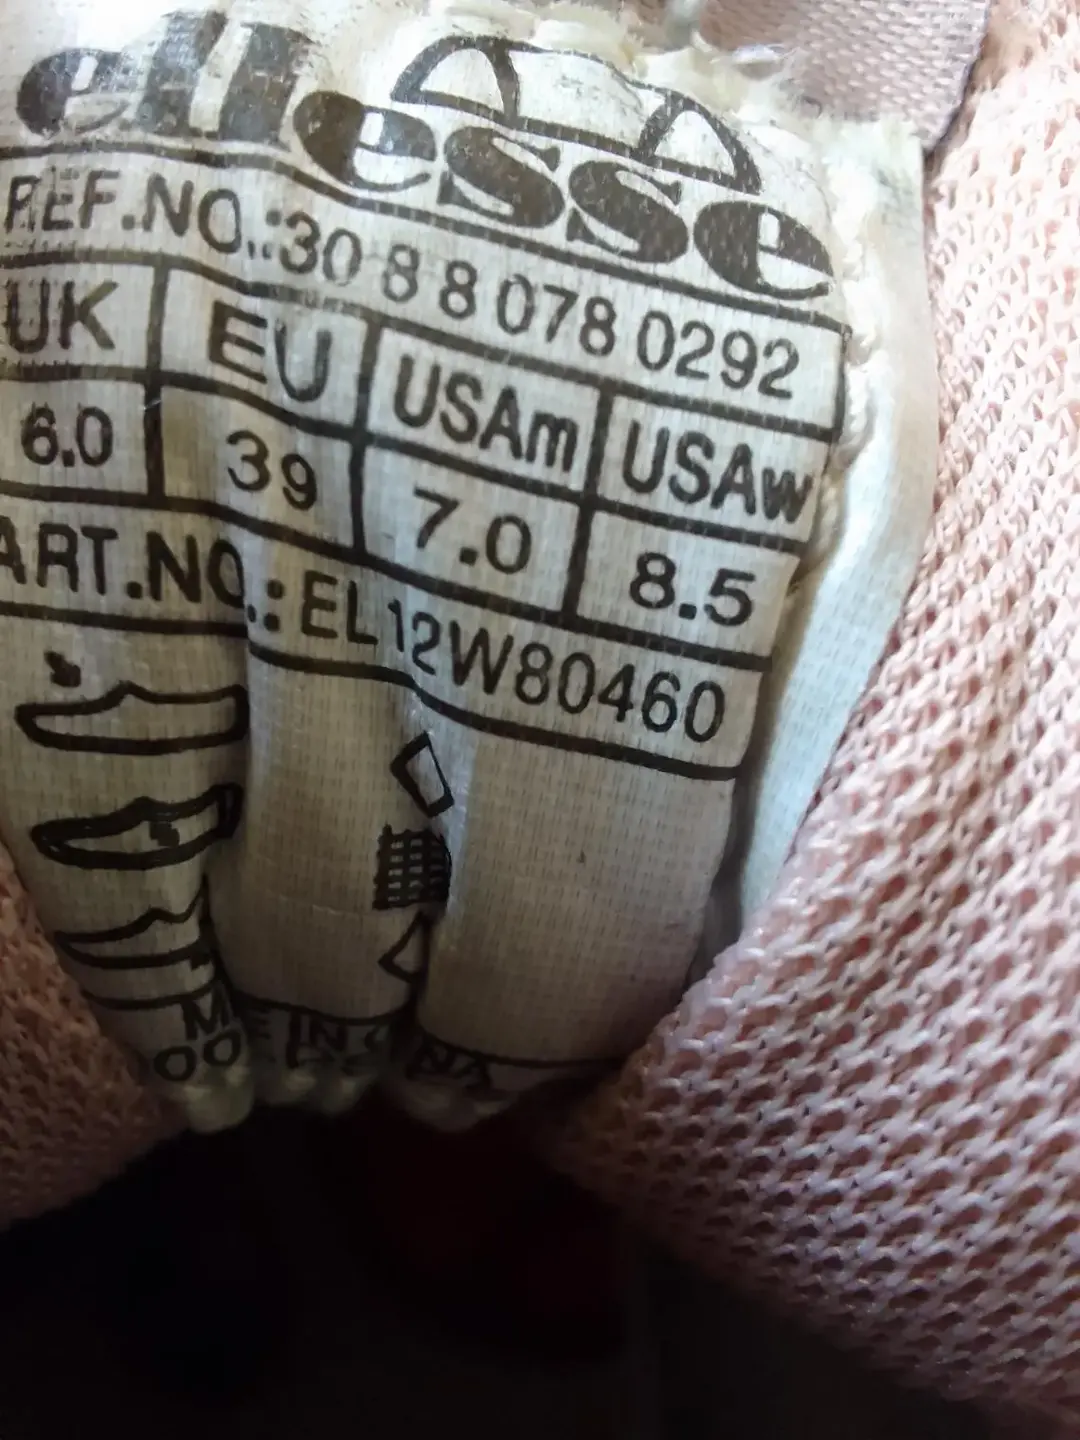 ellesse
REF.NO.:30 8 8 078 0292
UK EU USAm USAw
6.0 39 7.0 8.5
ART.NO.:EL12W80460
IN